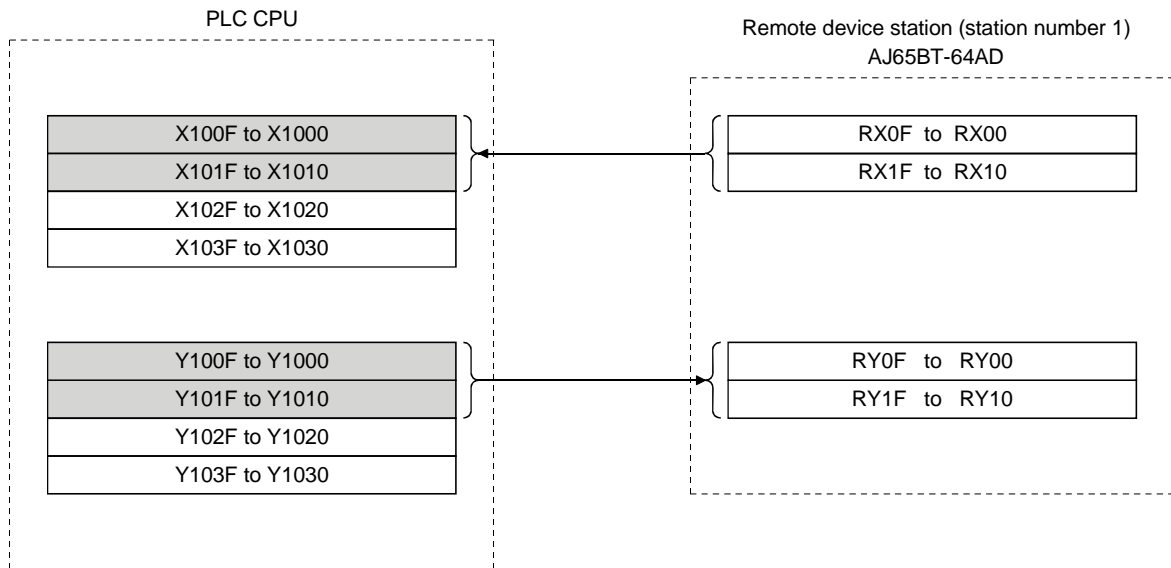 PLC CPU
Remote device station (station number 1)
AJ65BT-64AD
X100F to X1000
X101F to X1010
X102F to X1020
X103F to X1030
RX0F to RX00
RX1F to RX10
Y100F to Y1000
Y101F to Y1010
Y102F to Y1020
Y103F to Y1030
RY0F to RY00
RY1F to RY10